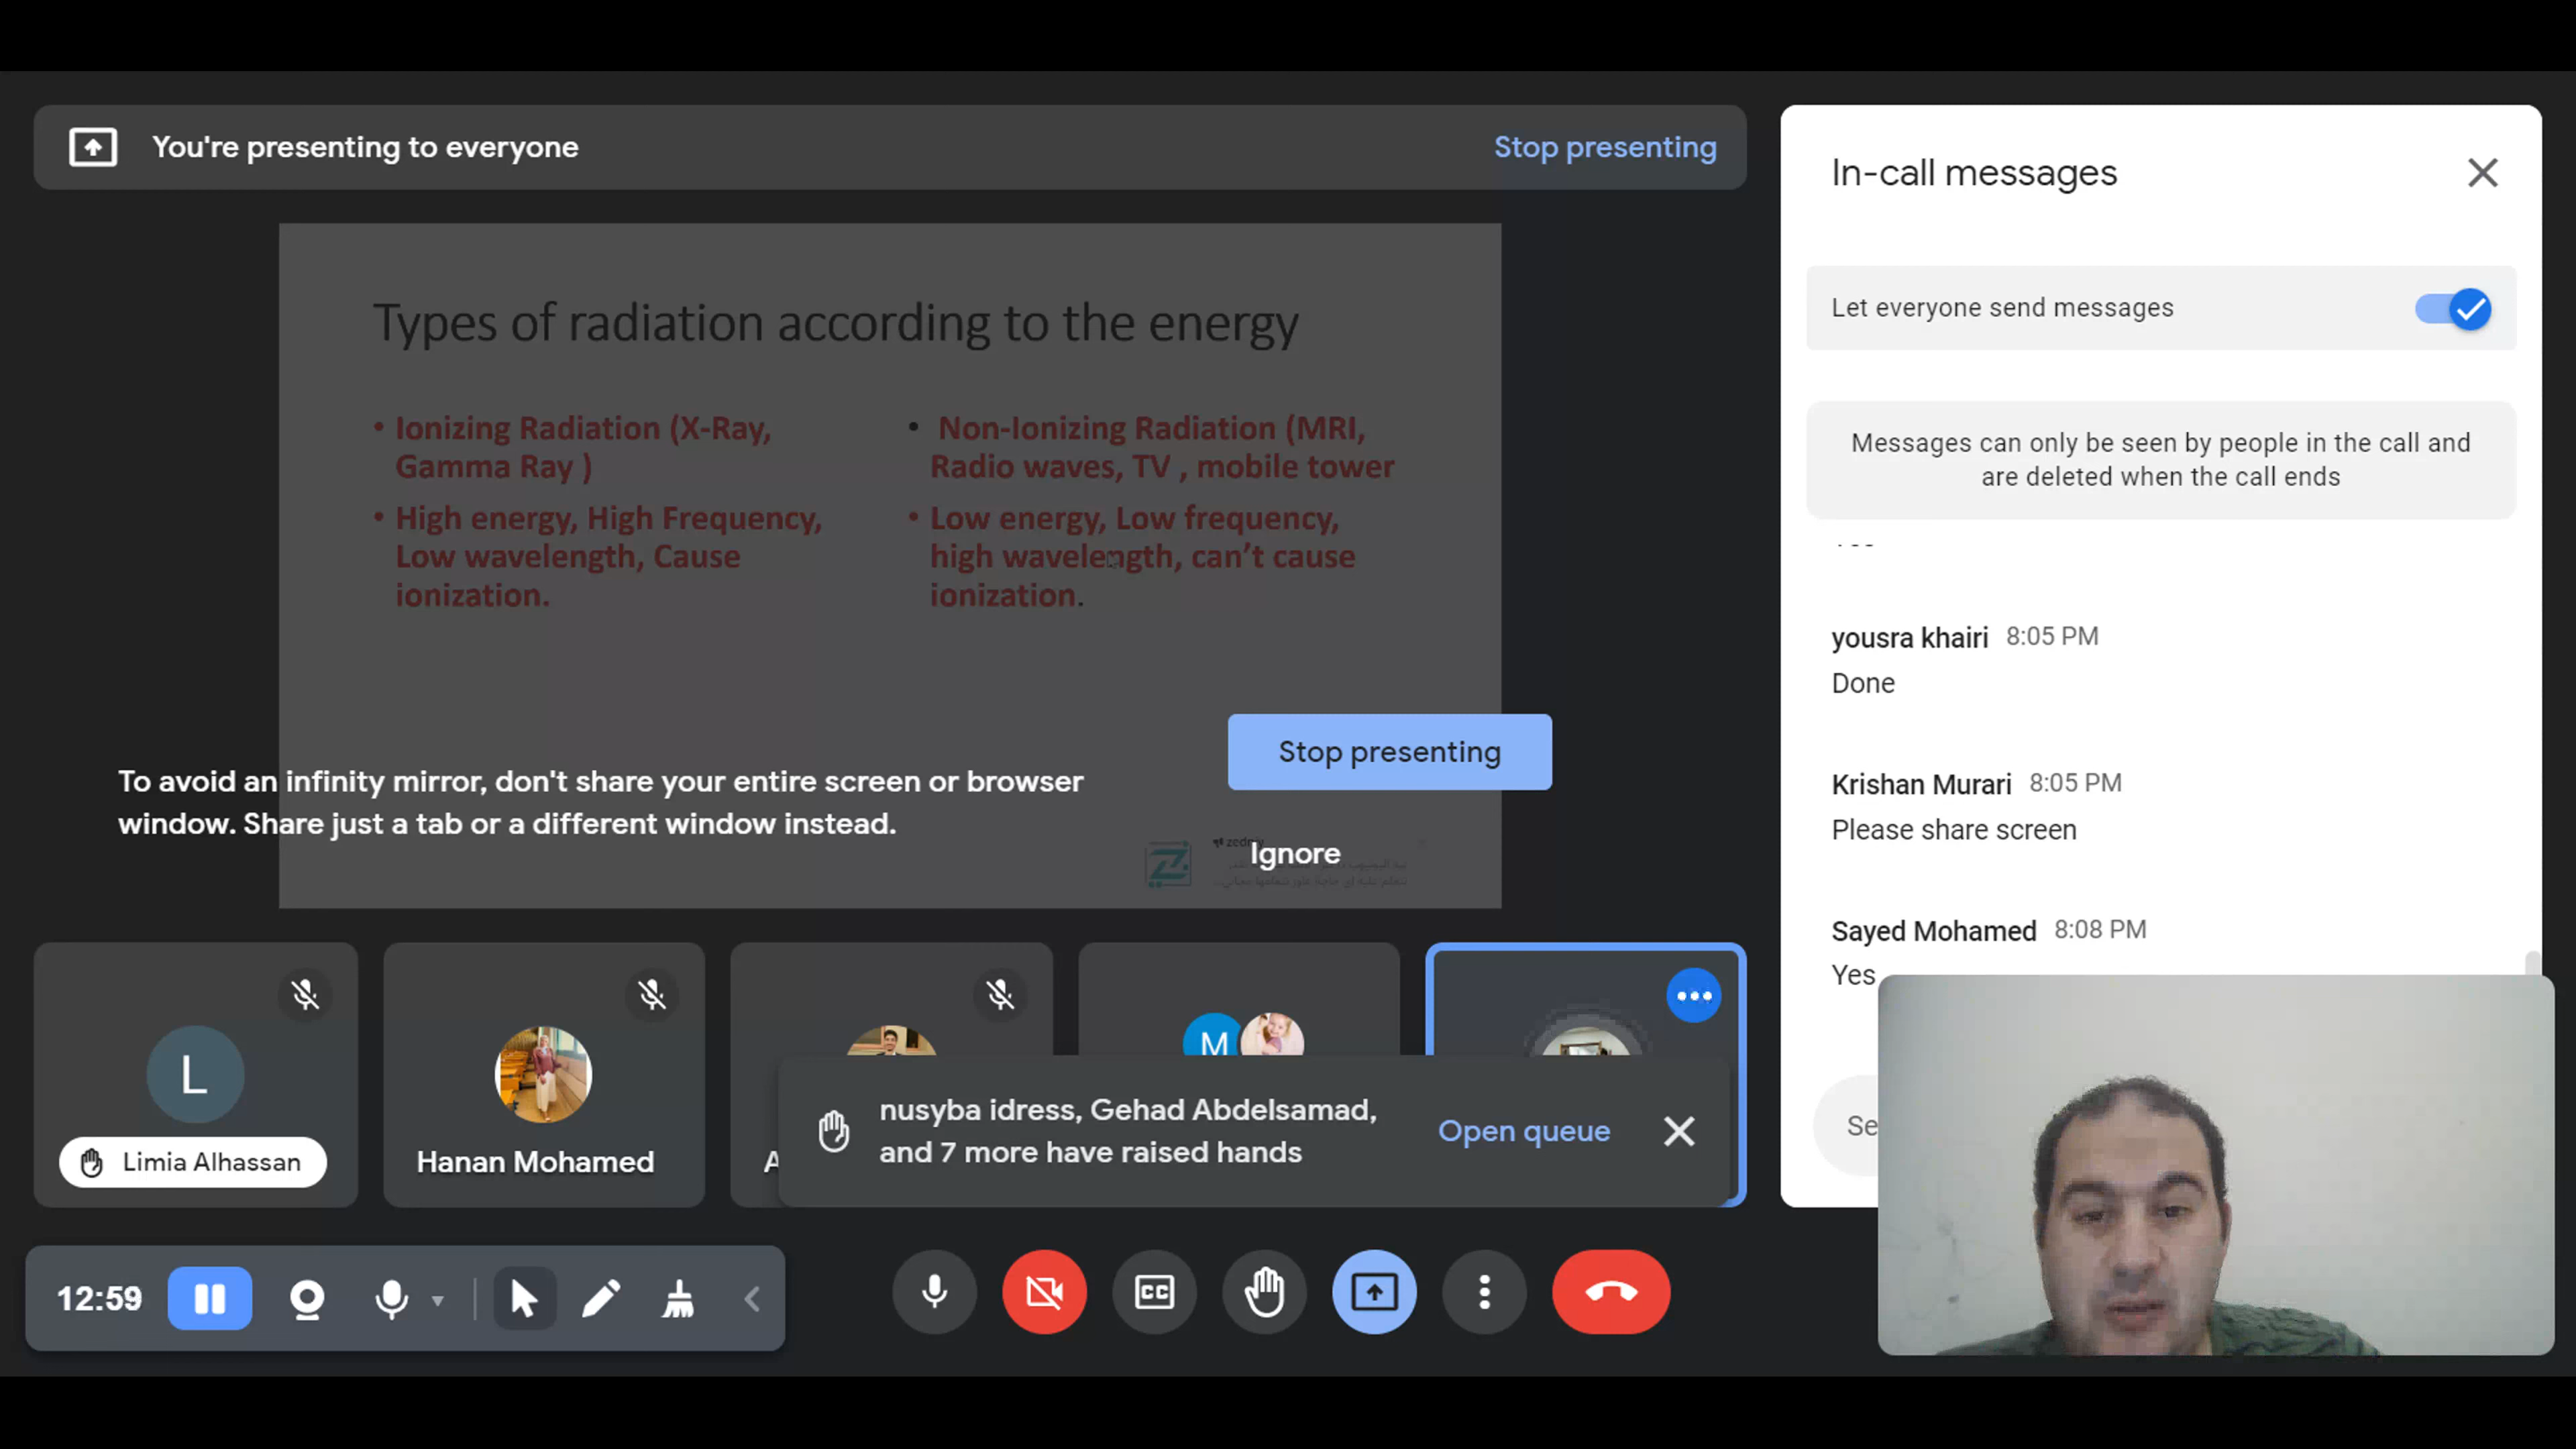 You're presenting to everyone
Stop presenting
Types of radiation according to the energy
• Ionizing Radiation (X-Ray,
Gamma Ray )
• High energy, High Frequency,
Low wavelength, Cause
ionization.
• Non-Ionizing Radiation (MRI,
Radio waves, TV , mobile tower
• Low energy, Low frequency,
high wavelength, can't cause
ionization.
Stop presenting
To avoid an infinity mirror, don't share your entire screen or browser
window. Share just a tab or a different window instead.
Ignore
L
Limia Alhassan
Hanan Mohamed
A
M
nusyba idress, Gehad Abdelsamad,
and 7 more have raised hands
Open queue
12:59
CC
In-call messages
Let everyone send messages
Messages can only be seen by people in the call and
are deleted when the call ends
yousra khairi 8:05 PM
Done
Krishan Murari 8:05 PM
Please share screen
Sayed Mohamed 8:08 PM
Yes
Se